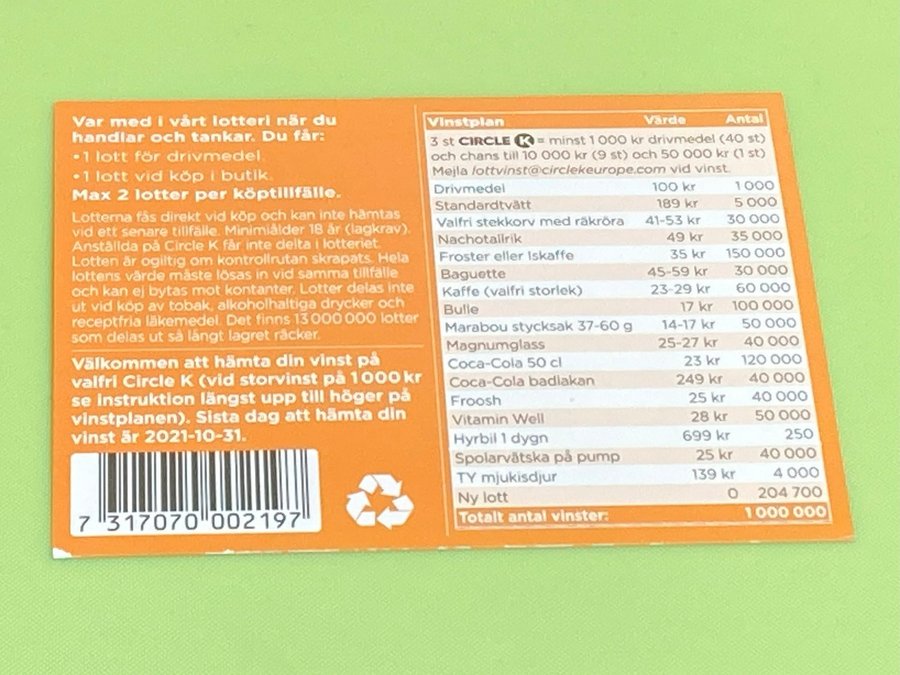 Var med i vårt lotteri när du
handlar och tankar. Du får:
•1 lott för drivmedel.
•1 lott vid köp i butik.
Max 2 lotter per köptillfälle.
Lotterna fås direkt vid köp och kan inte hämtas
vid ett senare tillfälle. Minimiålder 18 år (lagkrav).
Anställda på Circle K får inte delta i lotteriet.
Lotten är ogiltig om kontrollrutan skrapats. Hela
lottens värde måste lösas in vid samma tillfälle
och kan ej bytas mot kontanter. Lotter delas inte
ut vid köp av tobak, alkoholhaltiga drycker och
receptfria läkemedel. Det finns 13 000 000 lotter
som delas ut så långt lagret räcker.
Välkommen att hämta din vinst på
valfri Circle K (vid storvinst på 1 000 kr
se instruktion längst upp till höger på
vinstplanen). Sista dag att hämta din
vinst är 2021-10-31.
7 317070 002197
Vinstplan Värde Antal
3 st CIRCLE K = minst 1 000 kr drivmedel (40 st)
och chans till 10 000 kr (9 st) och 50 000 kr (1 st)
Mejla lottvinst@circlekeurope.com vid vinst.
Drivmedel 100 kr 1 000
Standardtvätt 189 kr 5 000
Valfri stekkorv med räkröra 41-53 kr 30 000
Nachotallrik 49 kr 35 000
Froster eller Iskaffe 35 kr 150 000
Baguette 45-59 kr 30 000
Kaffe (valfri storlek) 23-29 kr 60 000
Bulle 17 kr 100 000
Marabou stycksak 37-60 g 14-17 kr 50 000
Magnumglass 25-27 kr 40 000
Coca-Cola 50 cl 23 kr 120 000
Coca-Cola badlakan 249 kr 40 000
Froosh 25 kr 40 000
Vitamin Well 28 kr 50 000
Hyrbil 1 dygn 699 kr 250
Spolarvätska på pump 25 kr 40 000
TY mjukisdjur 139 kr 4 000
Ny lott 0 204 700
Totalt antal vinster: 1 000 000